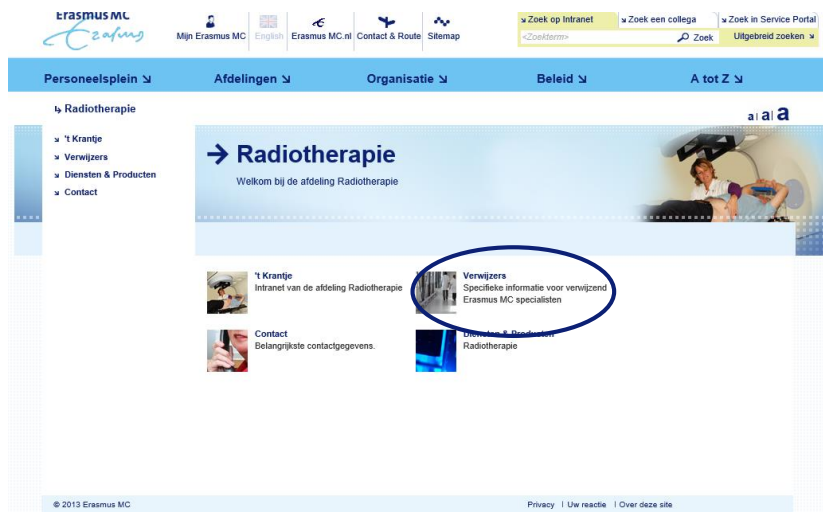 Erasmus MC
Erasmus
Mijn Erasmus MC English Erasmus MC.nl Contact & Route Sitemap
Zoek op Intranet Zoek een collega Zoek in Service Portal
<Zoekterm> Zoek Uitgebreid zoeken
Personeelsplein Afdelingen Organisatie Beleid A tot Z
Radiotherapie
a | a | a
't Krantje
Verwijzers
Diensten & Producten
Contact
Radiotherapie
Welkom bij de afdeling Radiotherapie
't Krantje
Intranet van de afdeling Radiotherapie
Verwijzers
Specifieke informatie voor verwijzend
Erasmus MC specialisten
Contact
Belangrijkste contactgegevens.
Diensten & Producten
Radiotherapie
© 2013 Erasmus MC
Privacy | Uw reactie | Over deze site